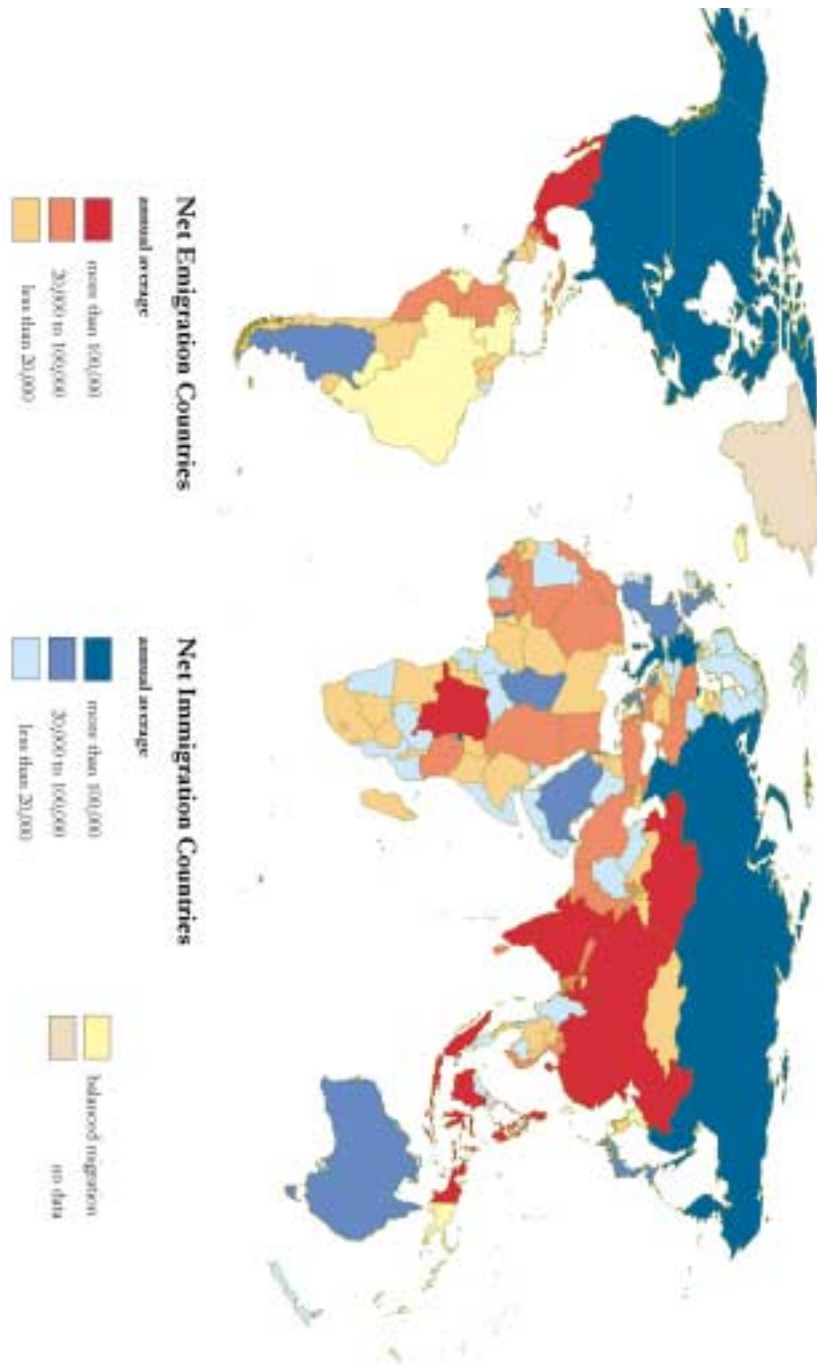 Net Emigration Countries
annual average
more than 100,000
20,000 to 100,000
less than 20,000
Net Immigration Countries
annual average
more than 100,000
20,000 to 100,000
less than 20,000
balanced migration
no data